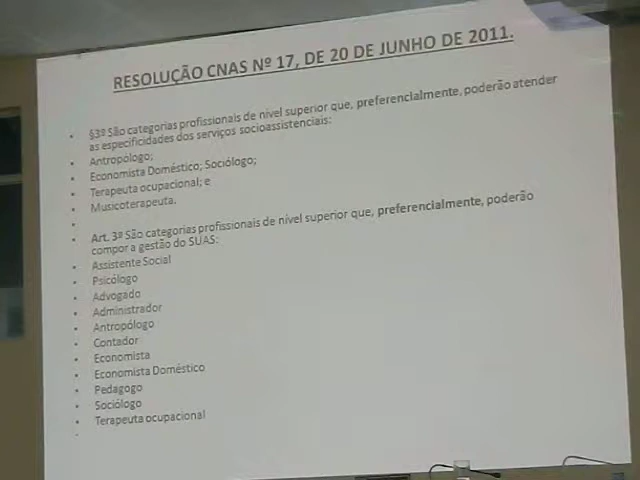 RESOLUÇÃO CNAS Nº 17, DE 20 DE JUNHO DE 2011.
• §3º São categorias profissionais de nível superior que, preferencialmente, poderão atender
as especificidades dos serviços socioassistenciais:
• Antropólogo;
• Economista Doméstico; Sociólogo;
• Terapeuta ocupacional; e
• Musicoterapeuta.
•
• Art. 3º São categorias profissionais de nível superior que, preferencialmente, poderão
compor a gestão do SUAS:
• Assistente Social
• Psicólogo
• Advogado
• Administrador
• Antropólogo
• Contador
• Economista
• Economista Doméstico
• Pedagogo
• Sociólogo
• Terapeuta ocupacional